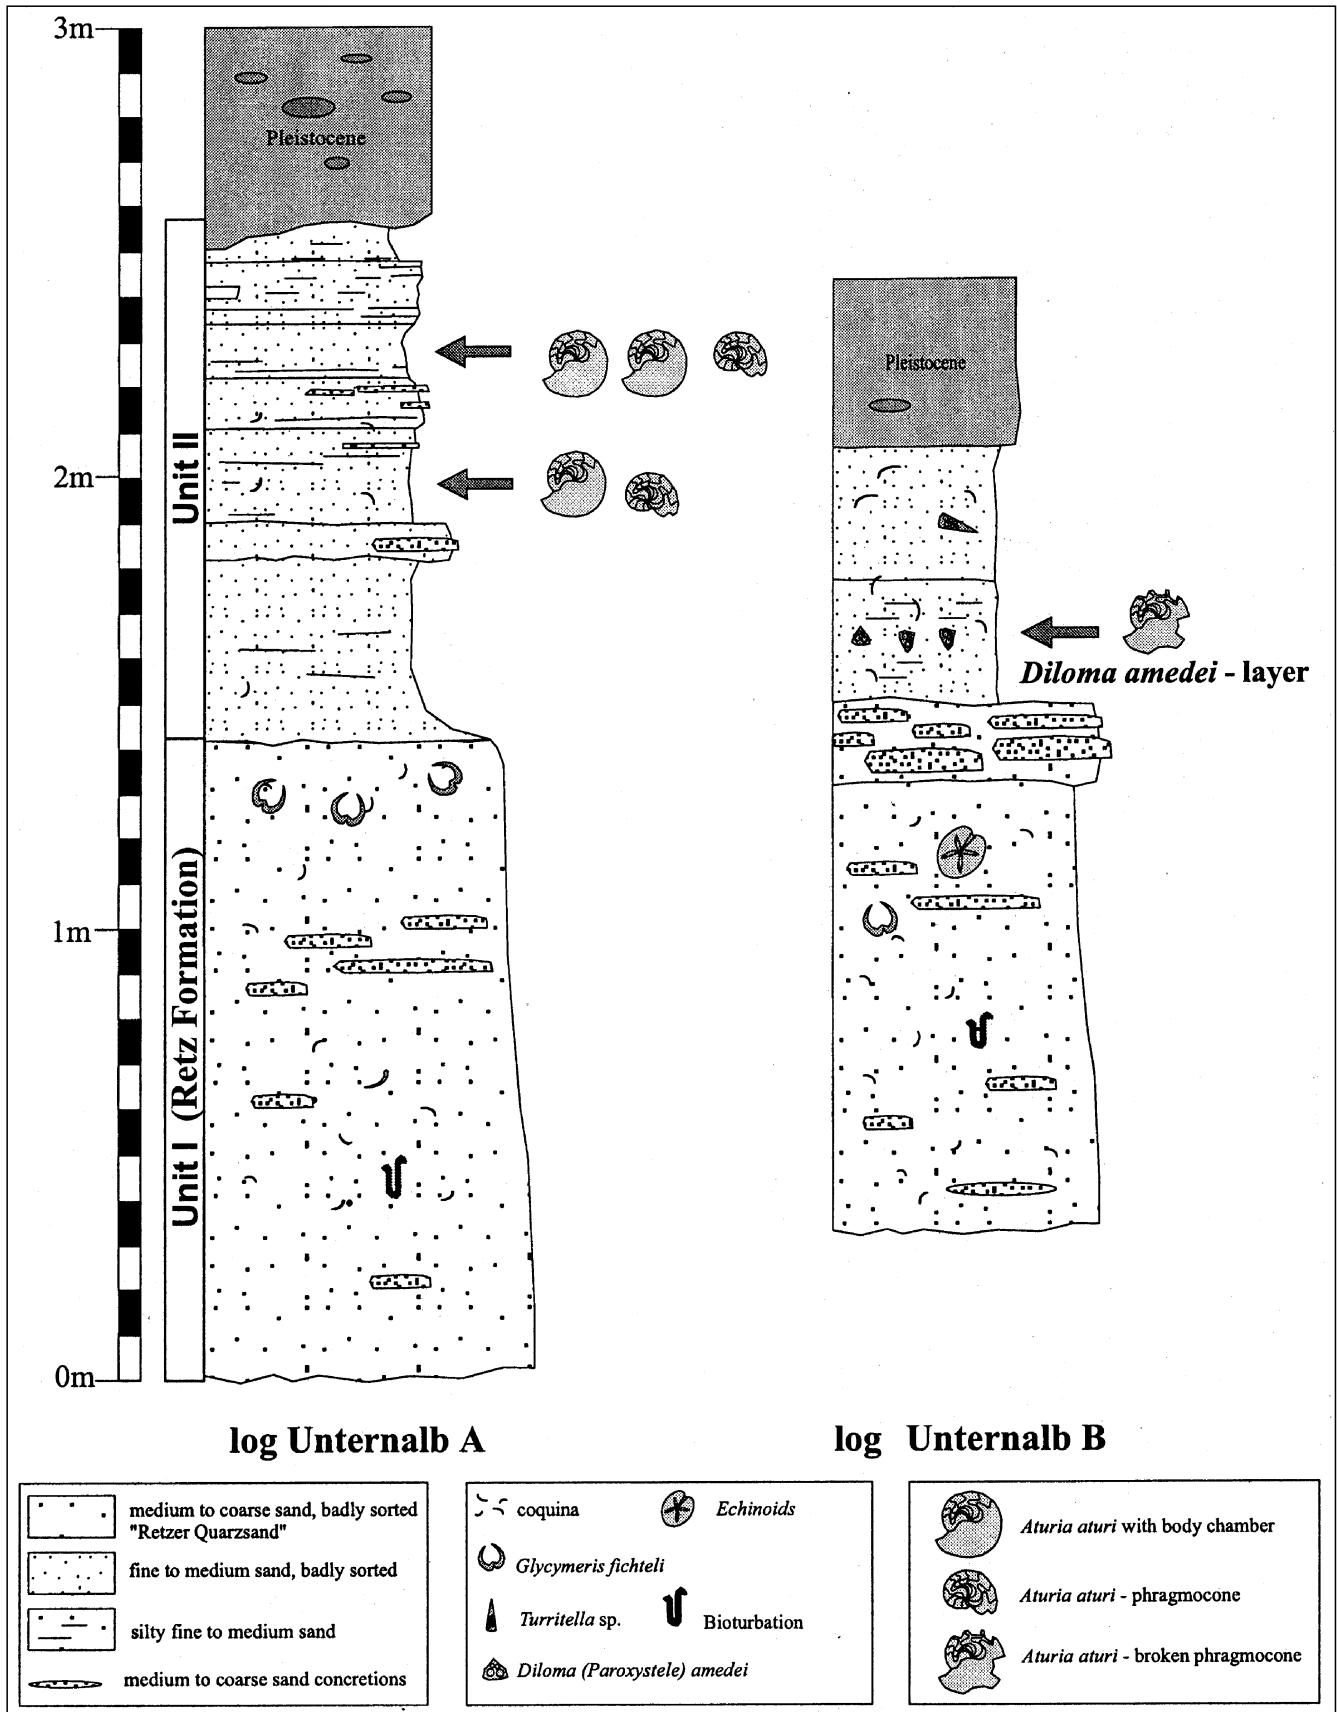 3m
Pleistocene
Unit II
2m
Pleistocene
Diloma amedei - layer
1m
Unit I (Retz Formation)
0m
log Unternalb A
log Unternalb B
medium to coarse sand, badly sorted
"Retzer Quarzsand"
fine to medium sand, badly sorted
silty fine to medium sand
medium to coarse sand concretions
coquina
Echinoids
Glycymeris fichteli
Turritella sp.
Bioturbation
Diloma (Paroxystele) amedei
Aturia aturi with body chamber
Aturia aturi - phragmocone
Aturia aturi - broken phragmocone